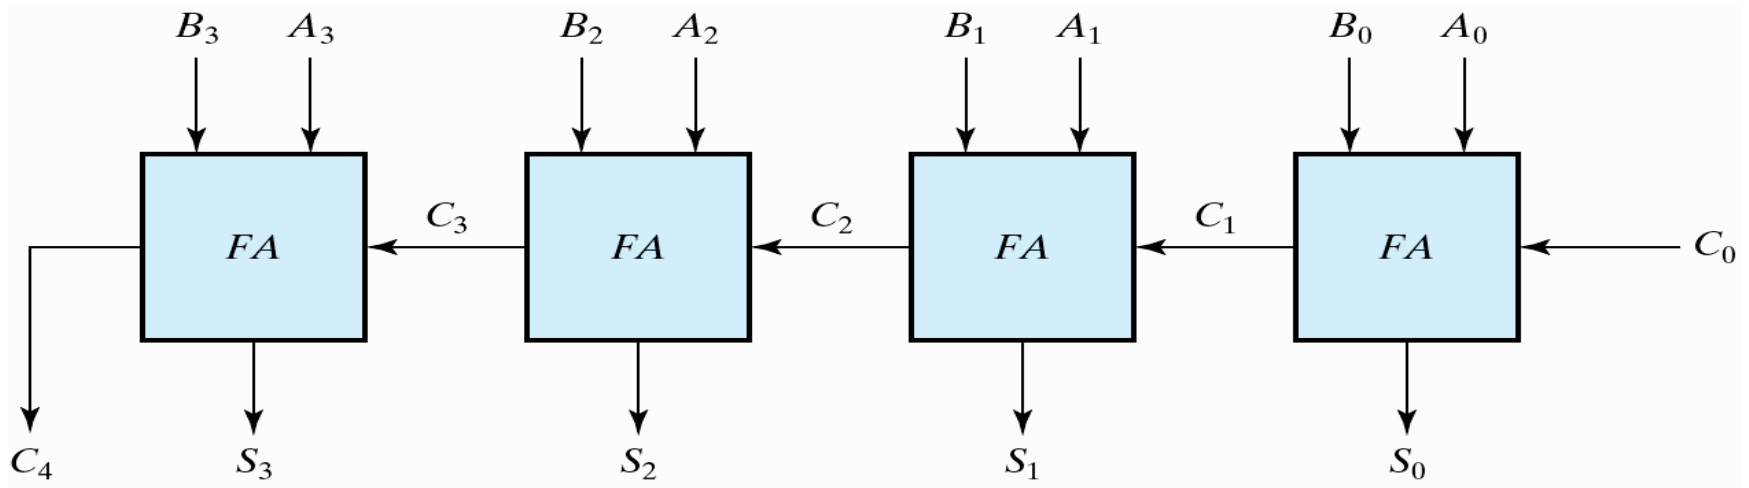 B₃ A₃ B₂ A₂ B₁ A₁ B₀ A₀
FA C₃ FA C₂ FA C₁ FA C₀
C₄ S₃ S₂ S₁ S₀